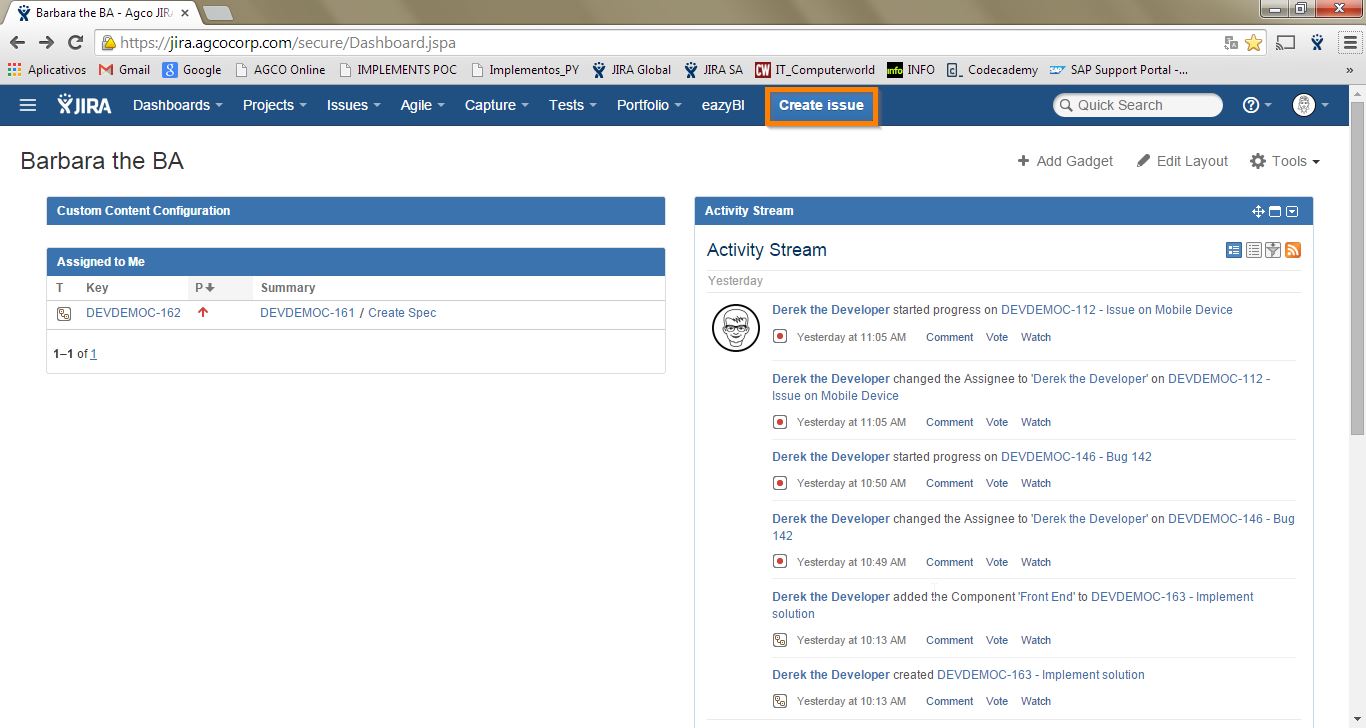 Barbara the BA - Agco JIRA
https://jira.agcocorp.com/secure/Dashboard.jspa
Aplicativos Gmail Google AGCO Online IMPLEMENTS POC Implementos_PY JIRA Global JIRA SA CW IT_Computerworld info INFO C_ Codecademy SAP Support Portal -... »
JIRA Dashboards Projects Issues Agile Capture Tests Portfolio eazyBI Create issue Quick Search
Barbara the BA
Add Gadget Edit Layout Tools
Custom Content Configuration
Assigned to Me
T Key P Summary
DEVDEMOC-162 DEVDEMOC-161 / Create Spec
1–1 of 1
Activity Stream
Activity Stream
Yesterday
Derek the Developer started progress on DEVDEMOC-112 - Issue on Mobile Device
Yesterday at 11:05 AM Comment Vote Watch
Derek the Developer changed the Assignee to 'Derek the Developer' on DEVDEMOC-112 -
Issue on Mobile Device
Yesterday at 11:05 AM Comment Vote Watch
Derek the Developer started progress on DEVDEMOC-146 - Bug 142
Yesterday at 10:50 AM Comment Vote Watch
Derek the Developer changed the Assignee to 'Derek the Developer' on DEVDEMOC-146 - Bug
142
Yesterday at 10:49 AM Comment Vote Watch
Derek the Developer added the Component 'Front End' to DEVDEMOC-163 - Implement
solution
Yesterday at 10:13 AM Comment Vote Watch
Derek the Developer created DEVDEMOC-163 - Implement solution
Yesterday at 10:13 AM Comment Vote Watch